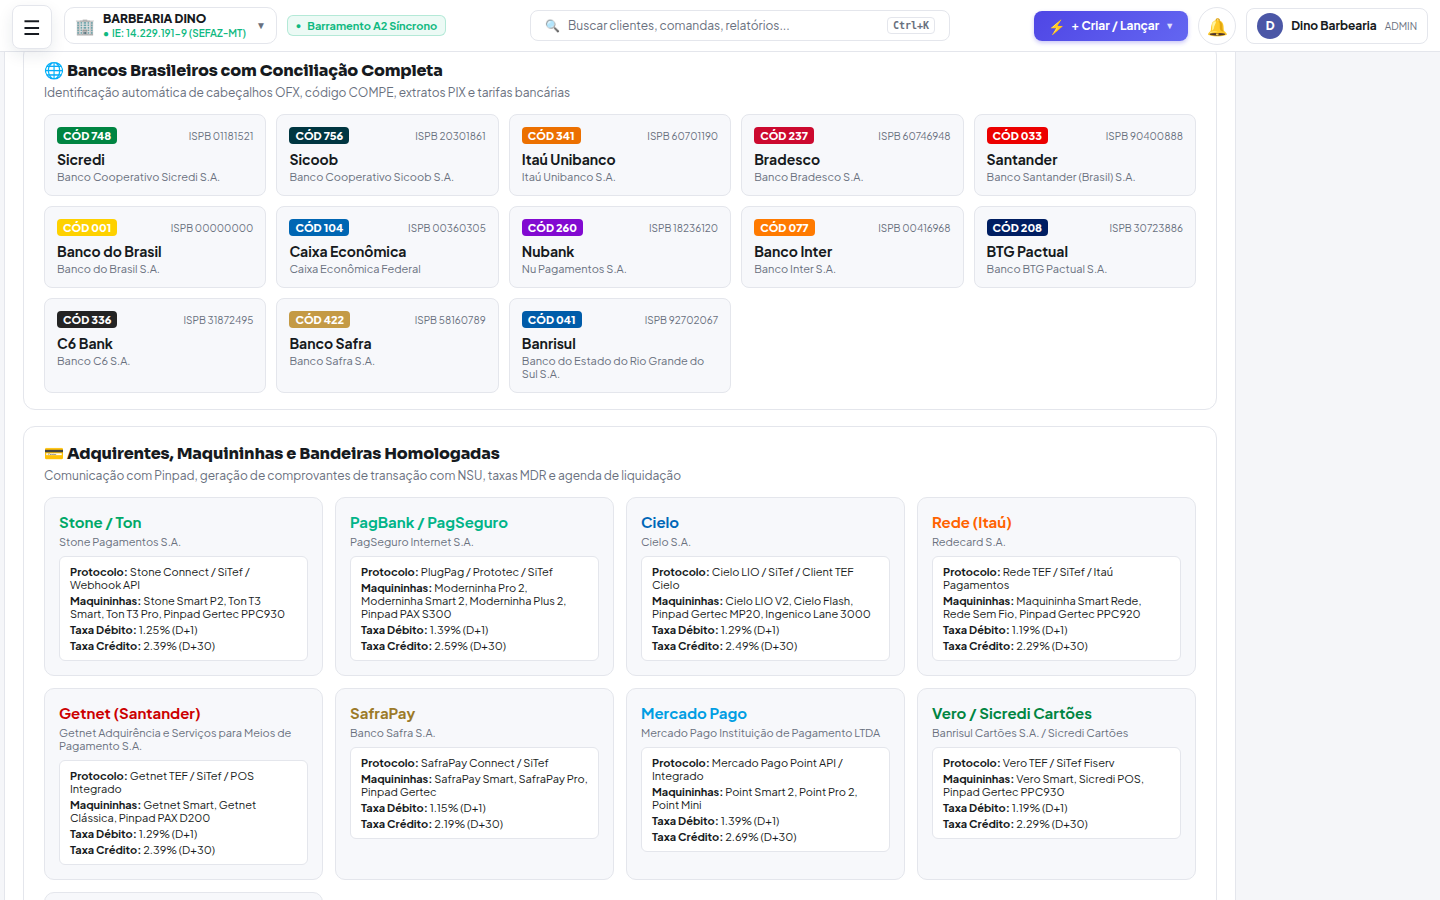 BARBEARIA DINO
● IE: 14.229.191-9 (SEFAZ-MT)
Barramento A2 Síncrono
Buscar clientes, comandas, relatórios...
Ctrl+K
+ Criar / Lançar
D
Dino Barbearia ADMIN
Bancos Brasileiros com Conciliação Completa
Identificação automática de cabeçalhos OFX, código COMPE, extratos PIX e tarifas bancárias
CÓD 748
ISPB 01181521
Sicredi
Banco Cooperativo Sicredi S.A.
CÓD 756
ISPB 20301861
Sicoob
Banco Cooperativo Sicoob S.A.
CÓD 341
ISPB 60701190
Itaú Unibanco
Itaú Unibanco S.A.
CÓD 237
ISPB 60746948
Bradesco
Banco Bradesco S.A.
CÓD 033
ISPB 90400888
Santander
Banco Santander (Brasil) S.A.
CÓD 001
ISPB 00000000
Banco do Brasil
Banco do Brasil S.A.
CÓD 104
ISPB 00360305
Caixa Econômica
Caixa Econômica Federal
CÓD 260
ISPB 18236120
Nubank
Nu Pagamentos S.A.
CÓD 077
ISPB 00416968
Banco Inter
Banco Inter S.A.
CÓD 208
ISPB 30723886
BTG Pactual
Banco BTG Pactual S.A.
CÓD 336
ISPB 31872495
C6 Bank
Banco C6 S.A.
CÓD 422
ISPB 58160789
Banco Safra
Banco Safra S.A.
CÓD 041
ISPB 92702067
Banrisul
Banco do Estado do Rio Grande do
Sul S.A.
Adquirentes, Maquininhas e Bandeiras Homologadas
Comunicação com Pinpad, geração de comprovantes de transação com NSU, taxas MDR e agenda de liquidação
Stone / Ton
Stone Pagamentos S.A.
Protocolo: Stone Connect / SiTef /
Webhook API
Maquininhas: Stone Smart P2, Ton T3
Smart, Ton T3 Pro, Pinpad Gertec PPC930
Taxa Débito: 1.25% (D+1)
Taxa Crédito: 2.39% (D+30)
PagBank / PagSeguro
PagSeguro Internet S.A.
Protocolo: PlugPag / Prototec / SiTef
Maquininhas: Moderninha Pro 2,
Moderninha Smart 2, Moderninha Plus 2,
Pinpad PAX S300
Taxa Débito: 1.39% (D+1)
Taxa Crédito: 2.59% (D+30)
Cielo
Cielo S.A.
Protocolo: Cielo LIO / SiTef / Client TEF
Cielo
Maquininhas: Cielo LIO V2, Cielo Flash,
Pinpad Gertec MP20, Ingenico Lane 3000
Taxa Débito: 1.29% (D+1)
Taxa Crédito: 2.49% (D+30)
Rede (Itaú)
Redecard S.A.
Protocolo: Rede TEF / SiTef / Itaú
Pagamentos
Maquininhas: Maquininha Smart Rede,
Rede Sem Fio, Pinpad Gertec PPC920
Taxa Débito: 1.19% (D+1)
Taxa Crédito: 2.29% (D+30)
Getnet (Santander)
Getnet Adquirência e Serviços para Meios de
Pagamento S.A.
Protocolo: Getnet TEF / SiTef / POS
Integrado
Maquininhas: Getnet Smart, Getnet
Clássica, Pinpad PAX D200
Taxa Débito: 1.29% (D+1)
Taxa Crédito: 2.39% (D+30)
SafraPay
Banco Safra S.A.
Protocolo: SafraPay Connect / SiTef
Maquininhas: SafraPay Smart, SafraPay Pro,
Pinpad Gertec
Taxa Débito: 1.15% (D+1)
Taxa Crédito: 2.19% (D+30)
Mercado Pago
Mercado Pago Instituição de Pagamento LTDA
Protocolo: Mercado Pago Point API /
Integrado
Maquininhas: Point Smart 2, Point Pro 2,
Point Mini
Taxa Débito: 1.39% (D+1)
Taxa Crédito: 2.69% (D+30)
Vero / Sicredi Cartões
Banrisul Cartões S.A. / Sicredi Cartões
Protocolo: Vero TEF / SiTef Fiserv
Maquininhas: Vero Smart, Sicredi POS,
Pinpad Gertec PPC930
Taxa Débito: 1.19% (D+1)
Taxa Crédito: 2.29% (D+30)